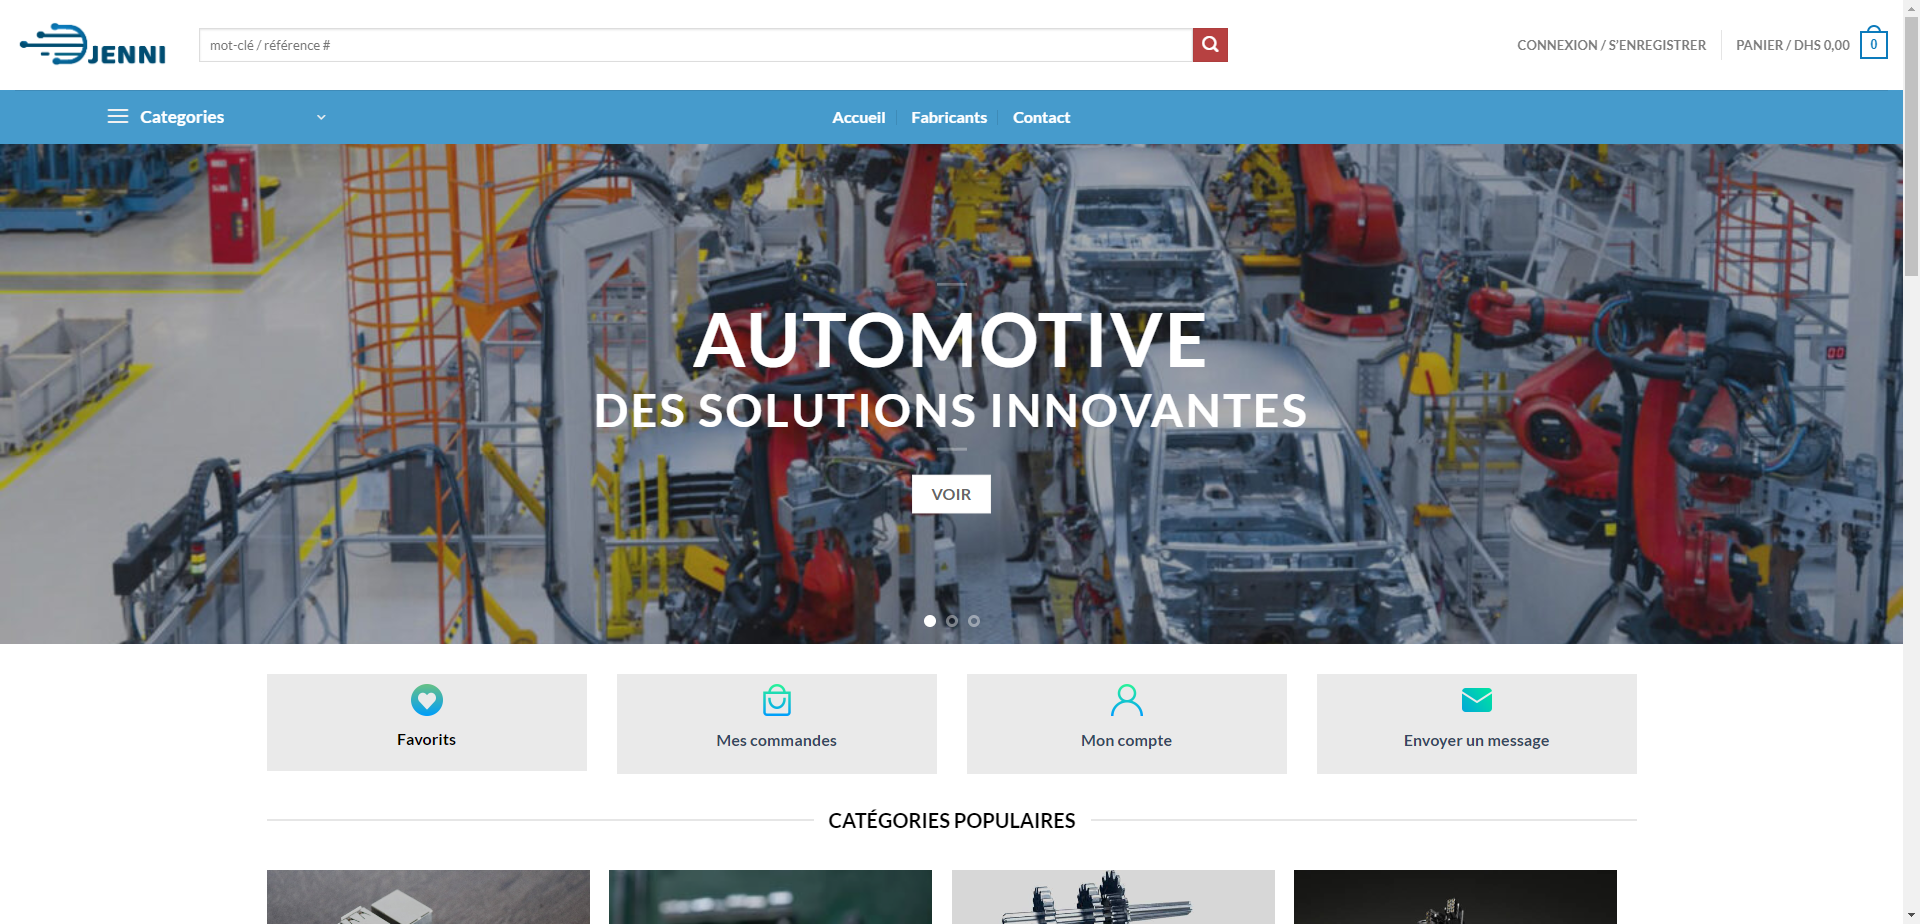 JENNI
mot-clé / référence #
CONNEXION / S'ENREGISTRER
PANIER / DHS 0,00
0
Categories
Accueil
Fabricants
Contact
AUTOMOTIVE
DES SOLUTIONS INNOVANTES
VOIR
Favorits
Mes commandes
Mon compte
Envoyer un message
CATÉGORIES POPULAIRES